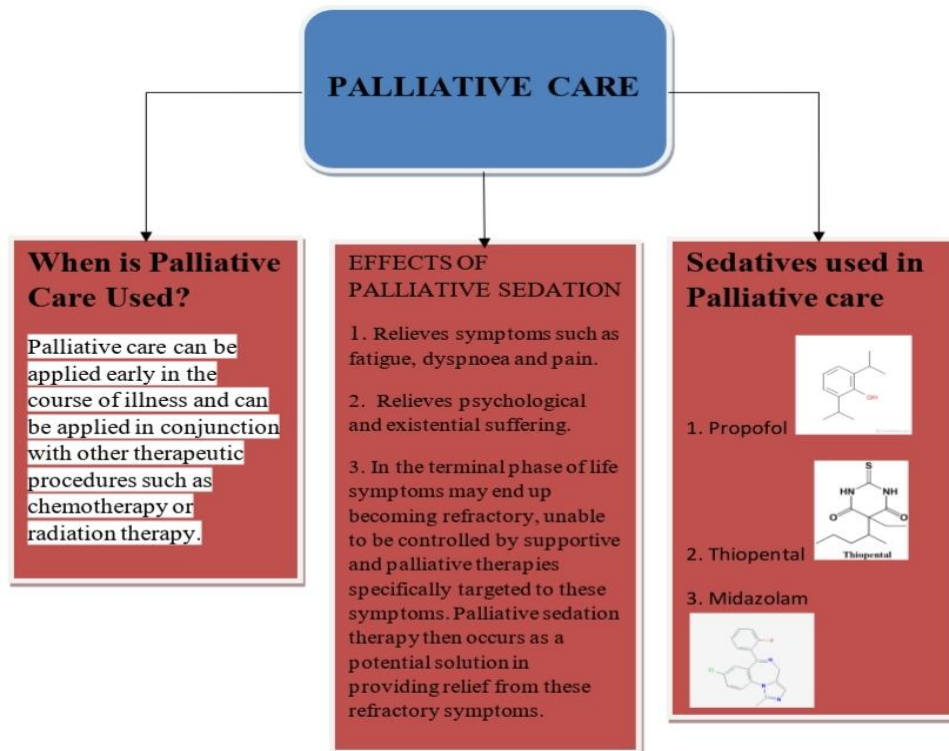 PALLIATIVE CARE
When is Palliative
Care Used?
Palliative care can be
applied early in the
course of illness and can
be applied in conjunction
with other therapeutic
procedures such as
chemotherapy or
radiation therapy.
EFFECTS OF
PALLIATIVE SEDATION
1. Relieves symptoms such as
fatigue, dyspnoea and pain.
2. Relieves psychological
and existential suffering.
3. In the terminal phase of life
symptoms may end up
becoming refractory, unable
to be controlled by supportive
and palliative therapies
specifically targeted to these
symptoms. Palliative sedation
therapy then occurs as a
potential solution in
providing relief from these
refractory symptoms.
Sedatives used in
Palliative care
OH
1. Propofol
S
HN NH
O O
Thiopental
2. Thiopental
3. Midazolam
N
N
N